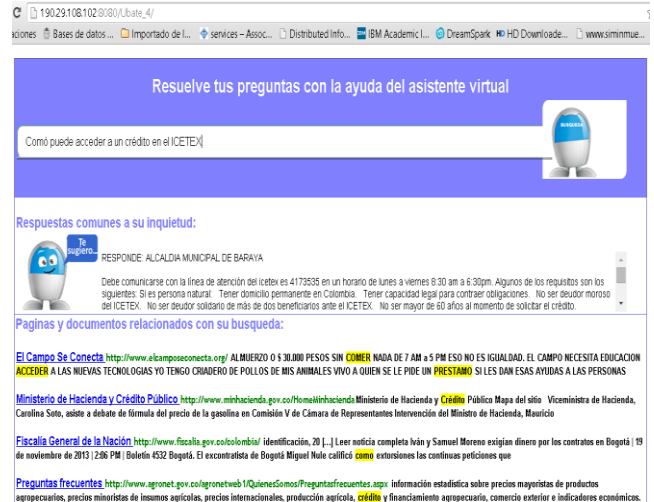 190.29.108.102:8080/Ubate_4/
aciones Bases de datos ... Importado de l... services – Assoc... Distributed Info... IBM Academic I... DreamSpark HD HD Downloade... www.siminmue...
Resuelve tus preguntas con la ayuda del asistente virtual
Comó puede acceder a un crédito en el ICETEX
BUSQUEDA
Respuestas comunes a su inquietud:
Te sugiero...
RESPONDE: ALCALDIA MUNICIPAL DE BARAYA
Debe comunicarse con la línea de atención del icetex es 4173535 en un horario de lunes a viernes 8:30 am a 6:30pm. Algunos de los requisitos son los
siguientes: Si es persona natural: Tener domicilio permanente en Colombia. Tener capacidad legal para contraer obligaciones. No ser deudor moroso
del ICETEX. No ser deudor solidario de más de dos beneficiarios ante el ICETEX. No ser mayor de 60 años al momento de solicitar el crédito.
Paginas y documentos relacionados con su busqueda:
El Campo Se Conecta http://www.elcamposeconecta.org/ ALMUERZO O $ 30.000 PESOS SIN COMER NADA DE 7 AM a 5 PM ESO NO ES IGUALDAD. EL CAMPO NECESITA EDUCACION
ACCEDER A LAS NUEVAS TECNOLOGIAS YO TENGO CRIADERO DE POLLOS DE MIS ANIMALES VIVO A QUIEN SE LE PIDE UN PRESTAMO SI LES DAN ESAS AYUDAS A LAS PERSONAS
Ministerio de Hacienda y Crédito Público http://www.minhacienda.gov.co/HomeMinhacienda Ministerio de Hacienda y Crédito Público Mapa del sitio Viceministra de Hacienda,
Carolina Soto, asiste a debate de fórmula del precio de la gasolina en Comisión V de Cámara de Representantes Intervención del Ministro de Hacienda, Mauricio
Fiscalía General de la Nación http://www.fiscalia.gov.co/colombia/ identificación, 20 [...] Leer noticia completa Iván y Samuel Moreno exigían dinero por los contratos en Bogotá | 19
de noviembre de 2013 | 2:06 PM | Boletín 4532 Bogotá. El excontratista de Bogotá Miguel Nule calificó como extorsiones las continuas peticiones que
Preguntas frecuentes http://www.agronet.gov.co/agronetweb1/QuienesSomos/Preguntasfrecuentes.aspx información estadística sobre precios mayoristas de productos
agropecuarios, precios minoristas de insumos agrícolas, precios internacionales, producción agrícola, crédito y financiamiento agropecuario, comercio exterior e indicadores económicos.